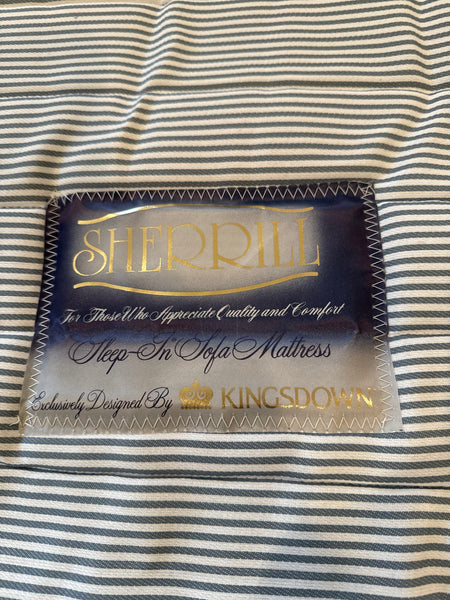 SHERRILL
For Those Who Appreciate Quality and Comfort
"Sleep-In" Sofa Mattress
Exclusively Designed By KINGSDOWN